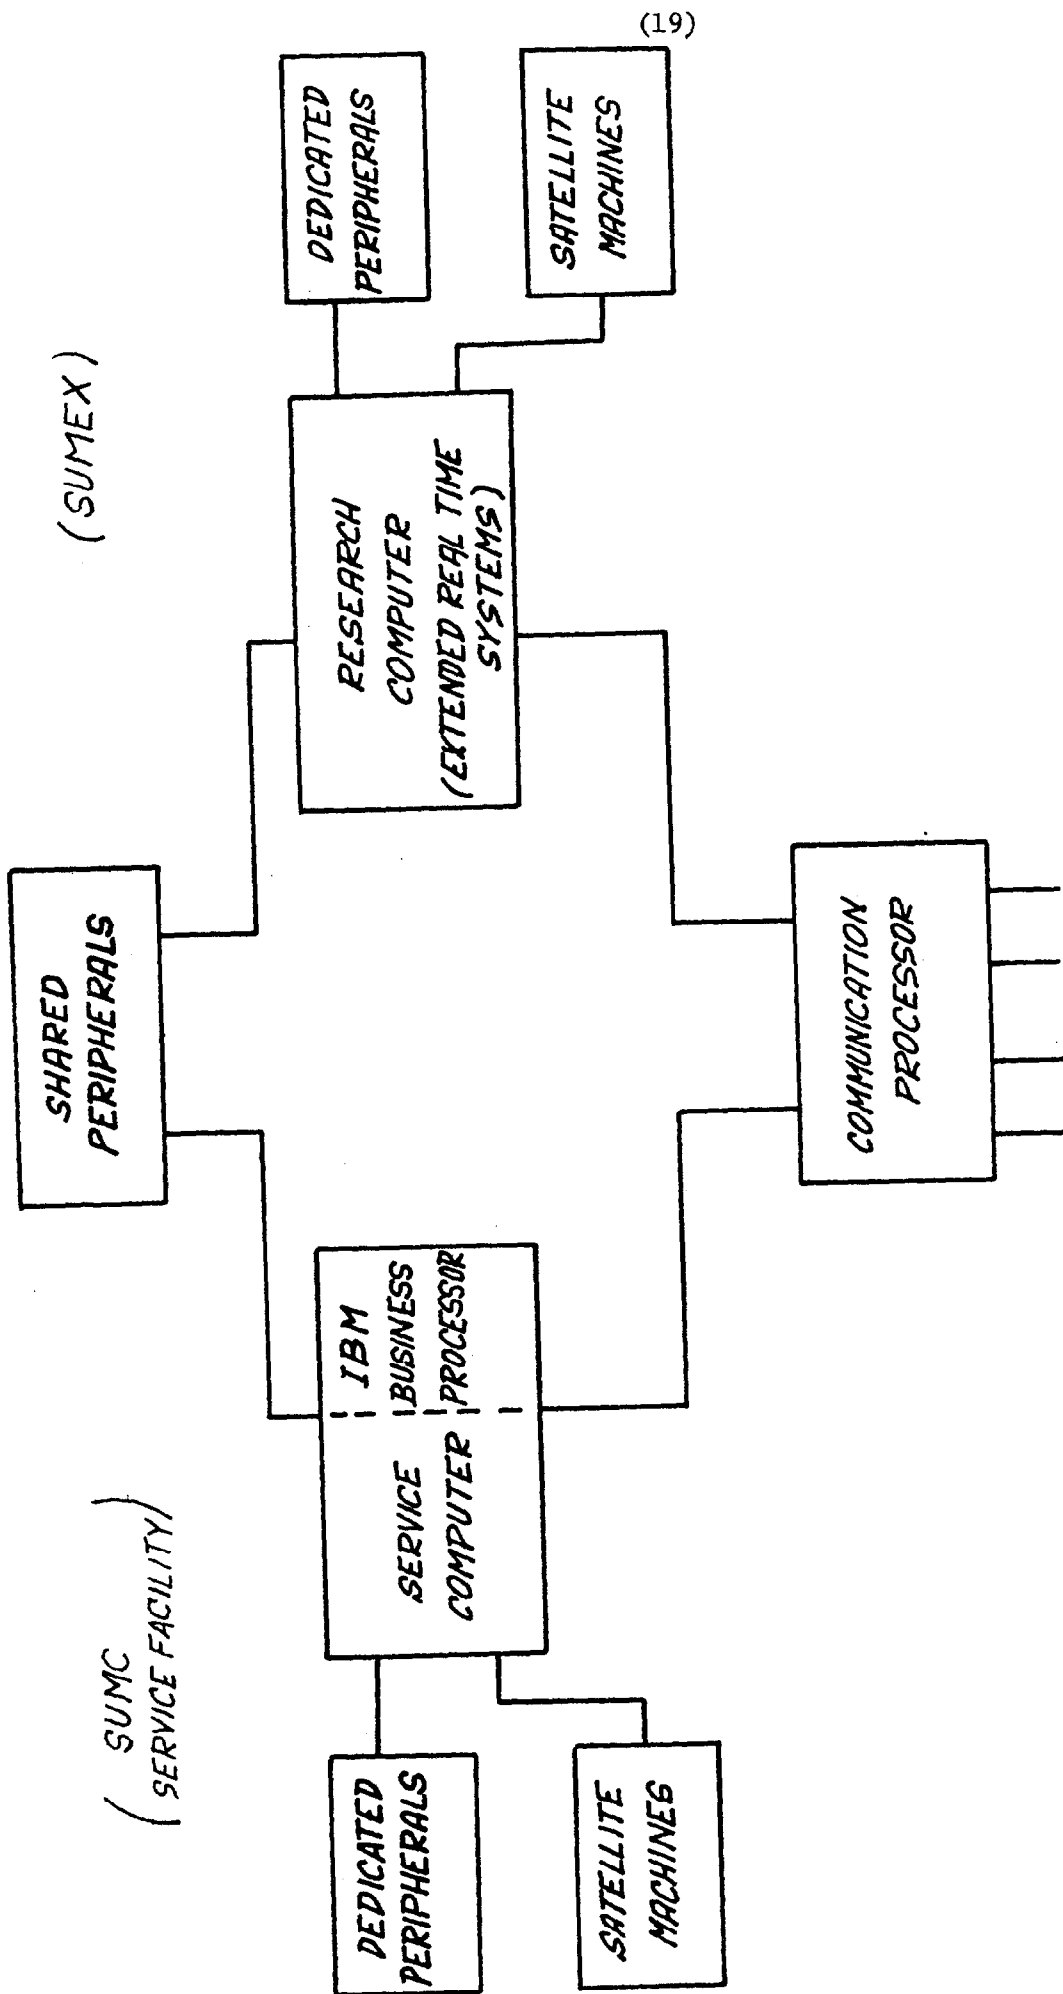 (19)
(SUMC
SERVICE FACILITY)
(SUMEX)
SHARED
PERIPHERALS
DEDICATED
PERIPHERALS
SATELLITE
MACHINES
SERVICE
COMPUTER
IBM
BUSINESS
PROCESSOR
RESEARCH
COMPUTER
(EXTENDED REAL TIME
SYSTEMS)
DEDICATED
PERIPHERALS
SATELLITE
MACHINES
COMMUNICATION
PROCESSOR